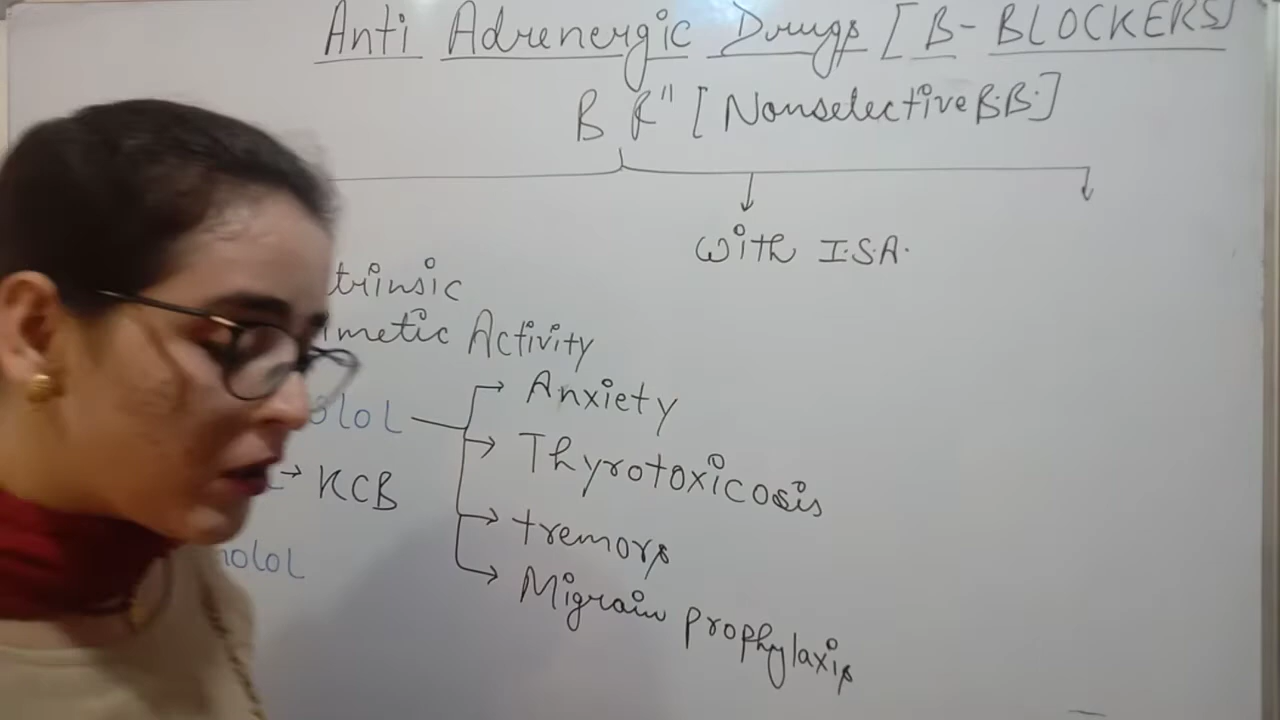 Anti Adrenergic Drugs [B-BLOCKERS]
B R" [Nonselective B.B.]
with I.S.A.
trinsic
metic Activity
olol → Anxiety
→ Thyrotoxicosis
→ KCB
→ tremors
nolol
→ Migrain prophylaxis